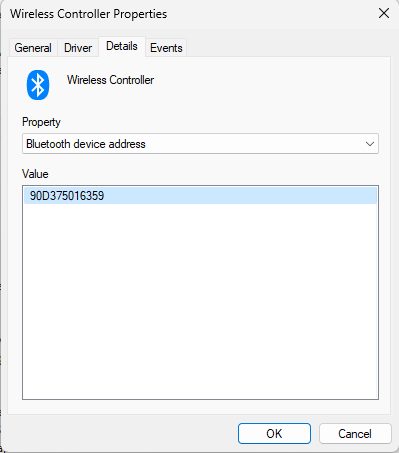 Wireless Controller Properties
General Driver Details Events
Wireless Controller
Property
Bluetooth device address
Value
90D375016359
OK Cancel